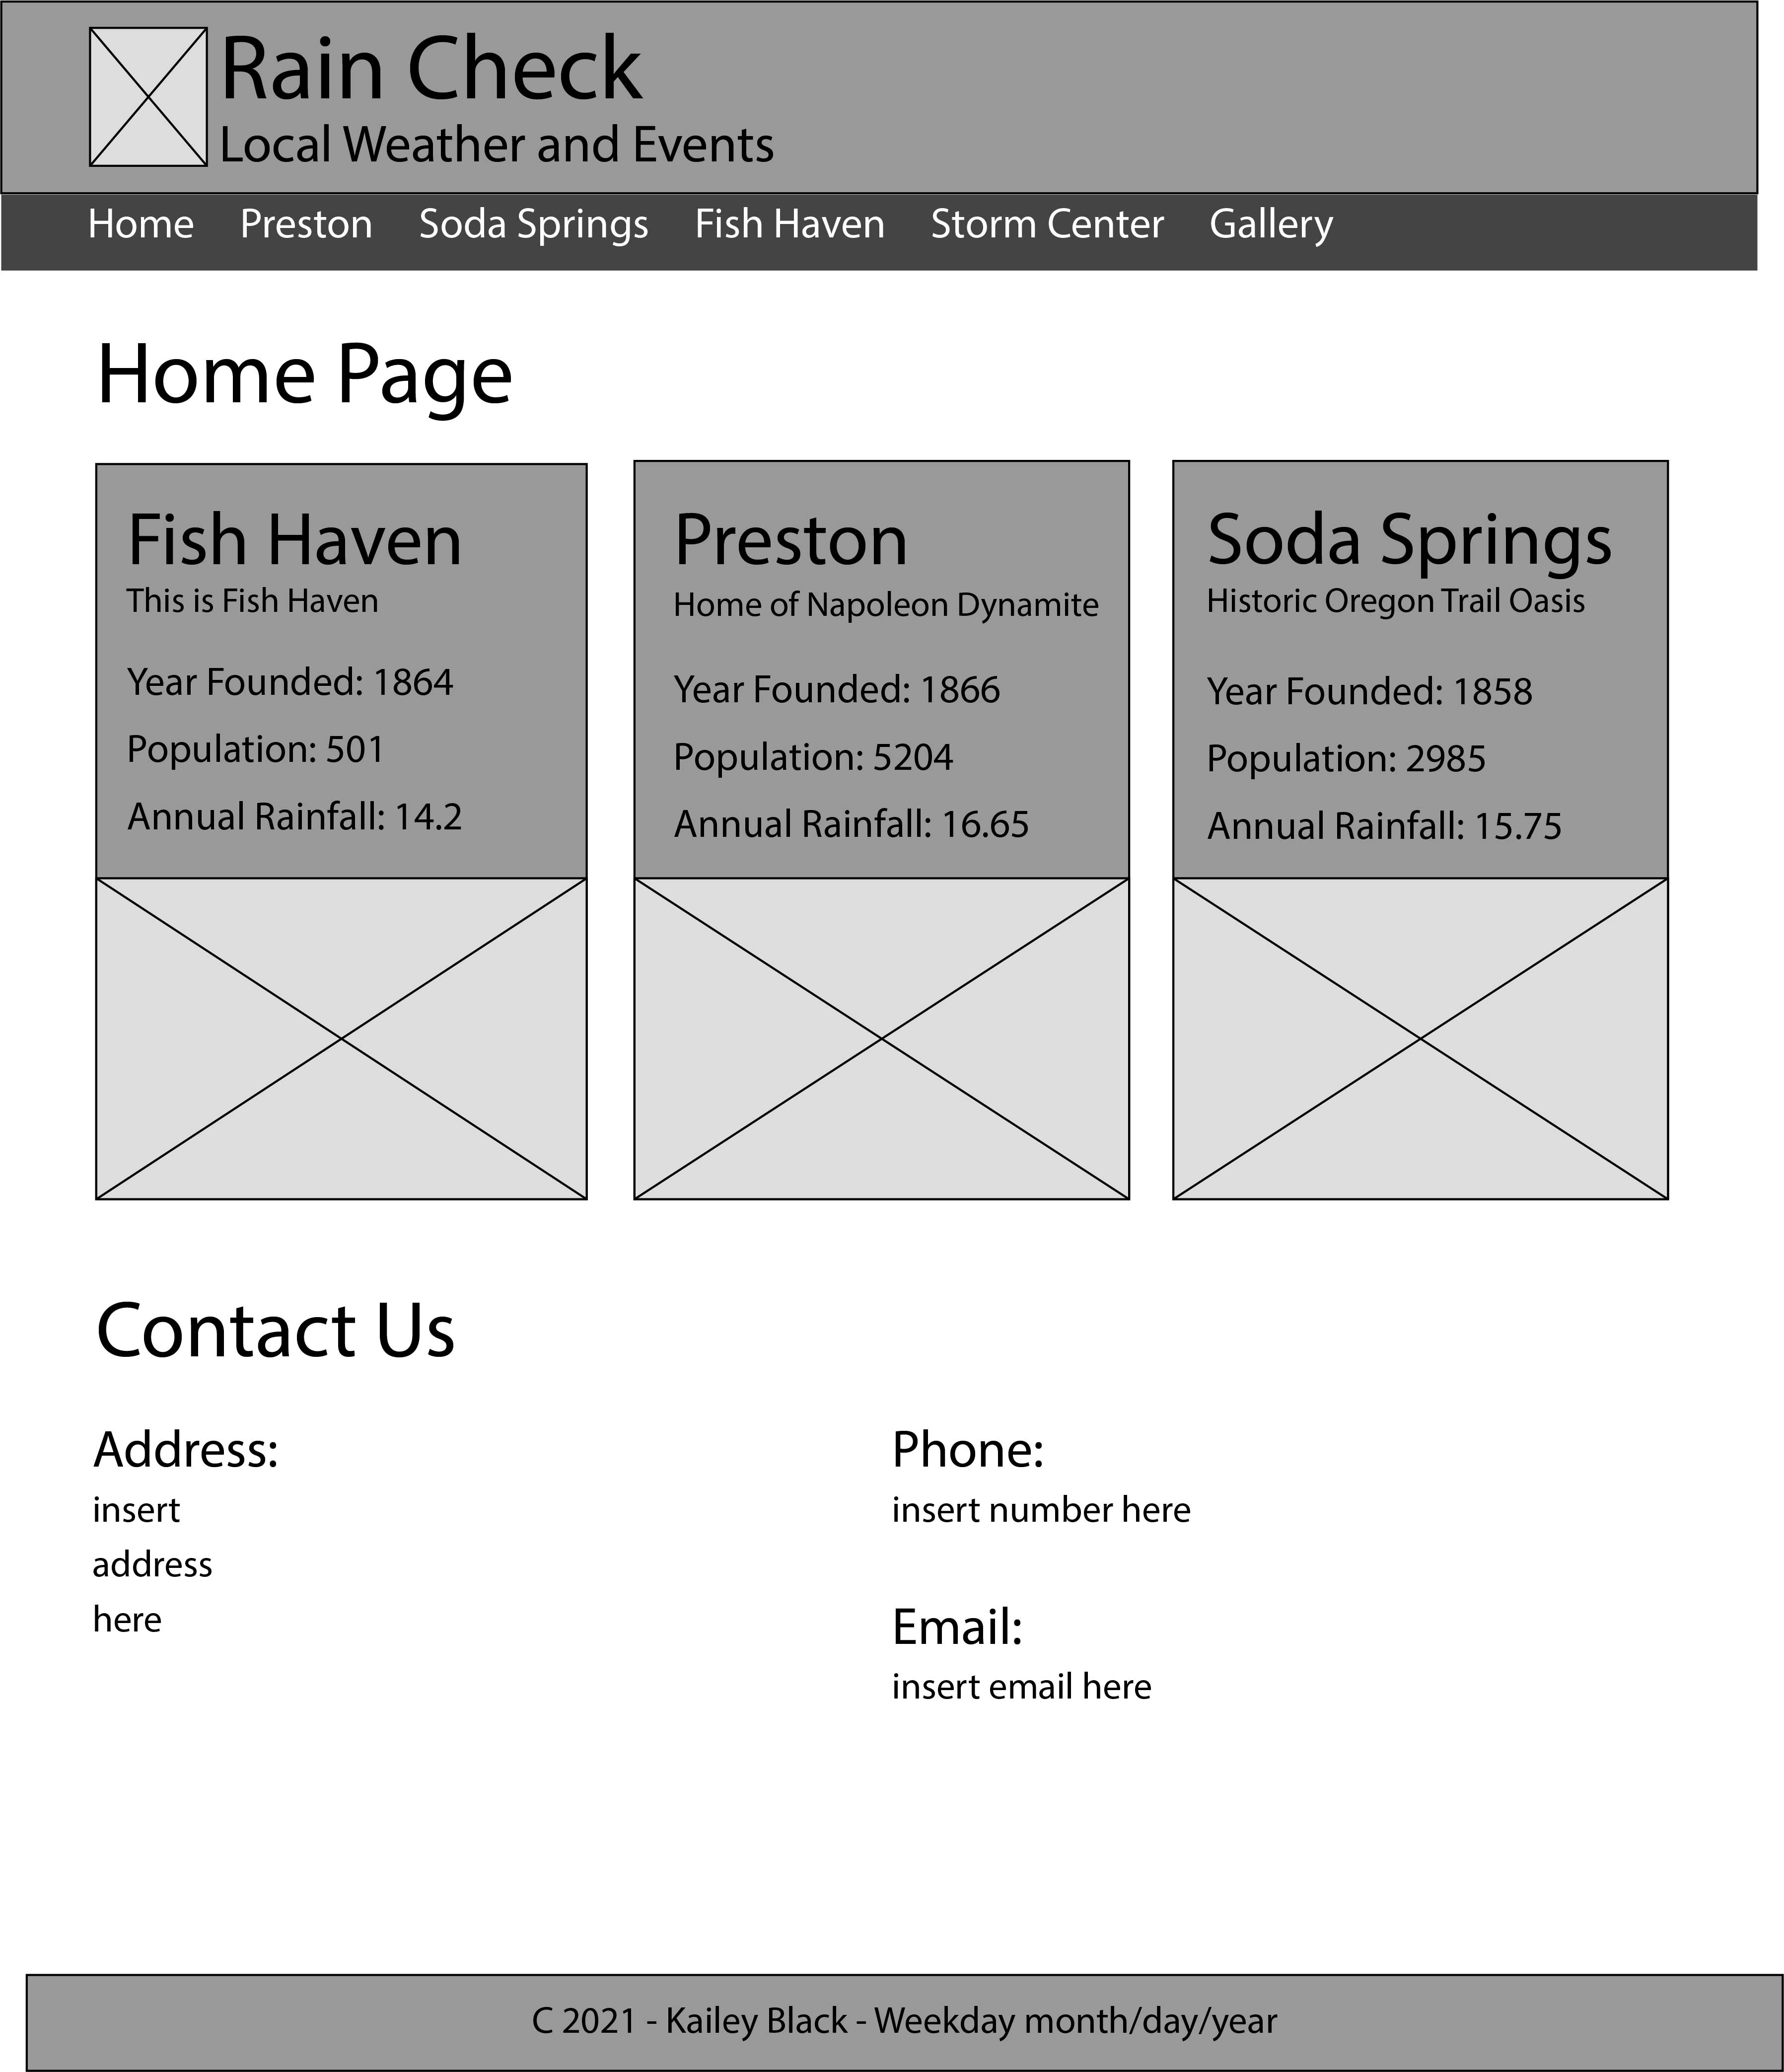 Rain Check
Local Weather and Events
Home Preston Soda Springs Fish Haven Storm Center Gallery
Home Page
Fish Haven
This is Fish Haven
Year Founded: 1864
Population: 501
Annual Rainfall: 14.2
Preston
Home of Napoleon Dynamite
Year Founded: 1866
Population: 5204
Annual Rainfall: 16.65
Soda Springs
Historic Oregon Trail Oasis
Year Founded: 1858
Population: 2985
Annual Rainfall: 15.75
Contact Us
Address:
insert
address
here
Phone:
insert number here
Email:
insert email here
C 2021 - Kailey Black - Weekday month/day/year